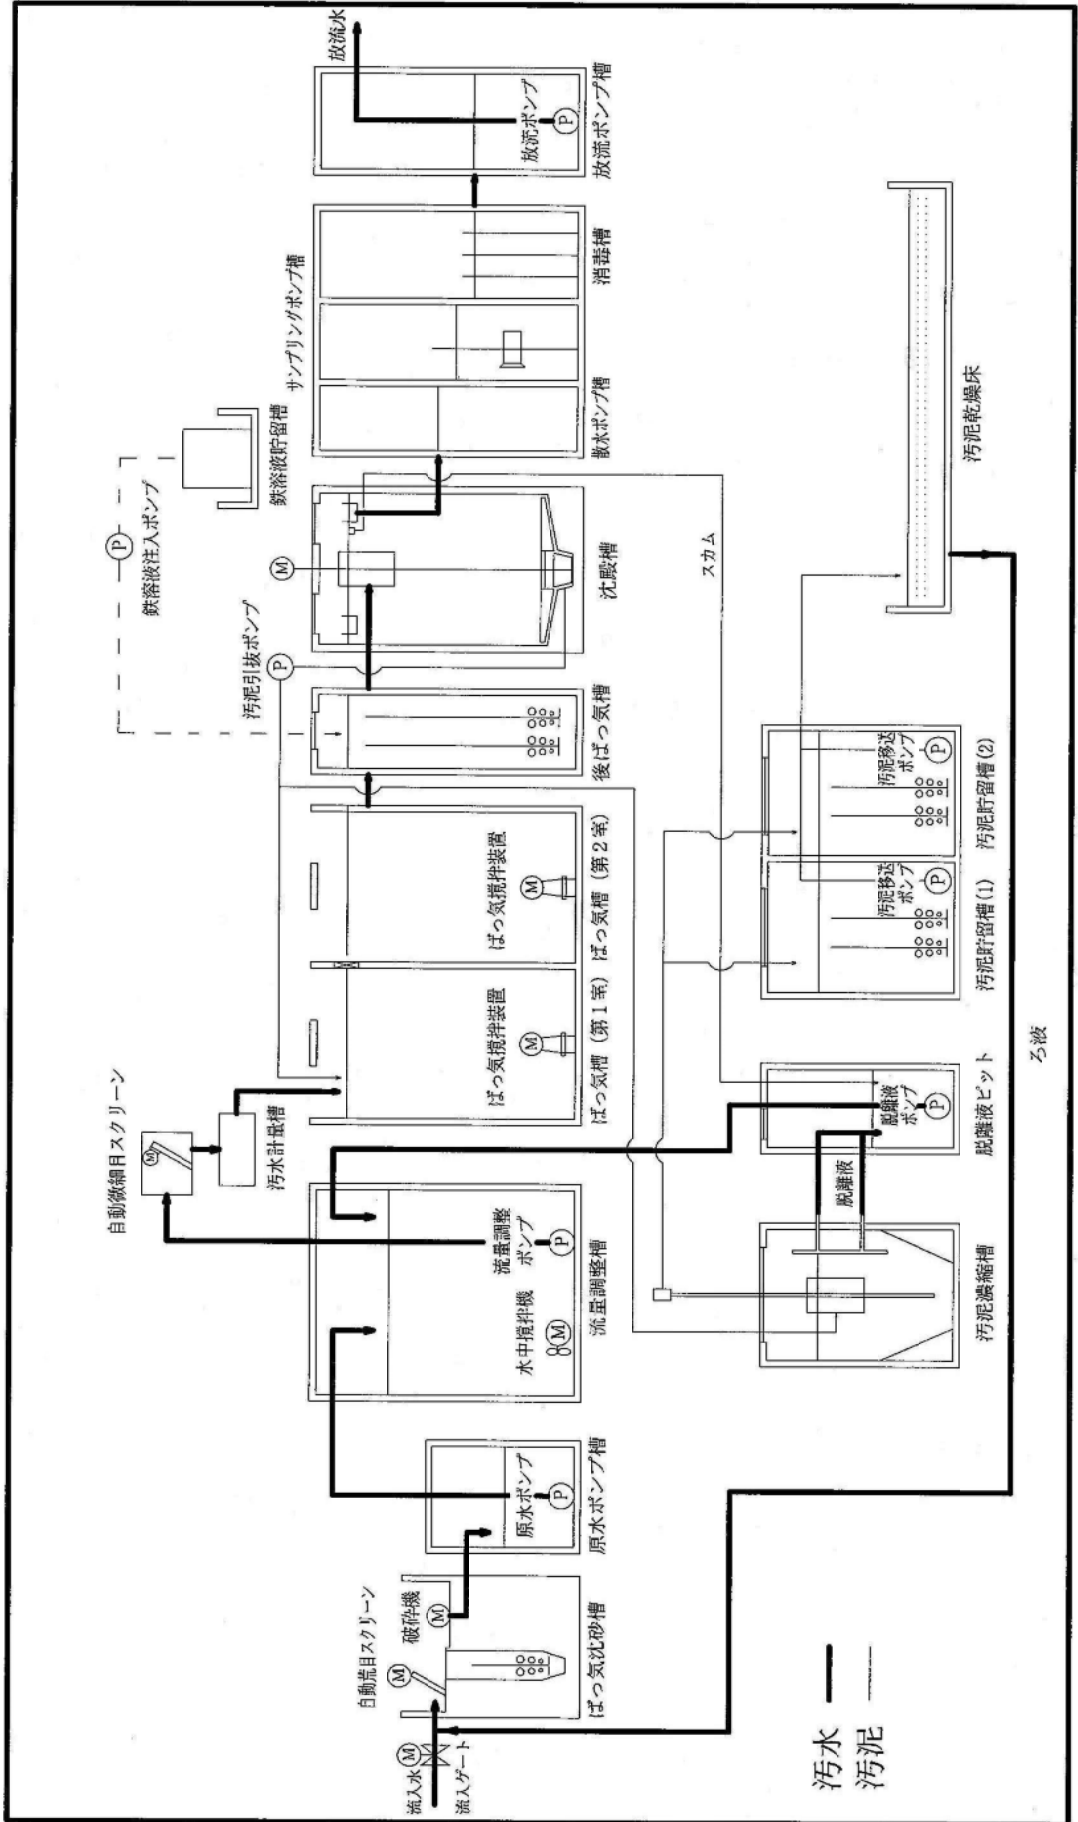 流入水
M
流入ゲート
自動荒目スクリーン
M
破砕機
M
ばっ気沈砂槽
原水ポンプ
P
原水ポンプ槽
水中撹拌機
M
流量調整
ポンプ
P
流量調整槽
自動微細目スクリーン
M
汚水計量槽
ばっ気撹拌装置
M
ばっ気槽 (第1室)
ばっ気撹拌装置
M
ばっ気槽 (第2室)
後ばっ気槽
汚泥引抜ポンプ
P
鉄溶液注入ポンプ
P
鉄溶液貯留槽
M
沈殿槽
散水ポンプ槽
サンプリングポンプ槽
消毒槽
放流ポンプ
P
放流ポンプ槽
放流水
スカム
汚泥濃縮槽
脱離液
脱離液
ポンプ
P
脱離液ピット
汚泥移送
ポンプ
P
汚泥貯留槽(1)
汚泥移送
ポンプ
P
汚泥貯留槽(2)
汚泥乾燥床
ろ液
汚水
汚泥